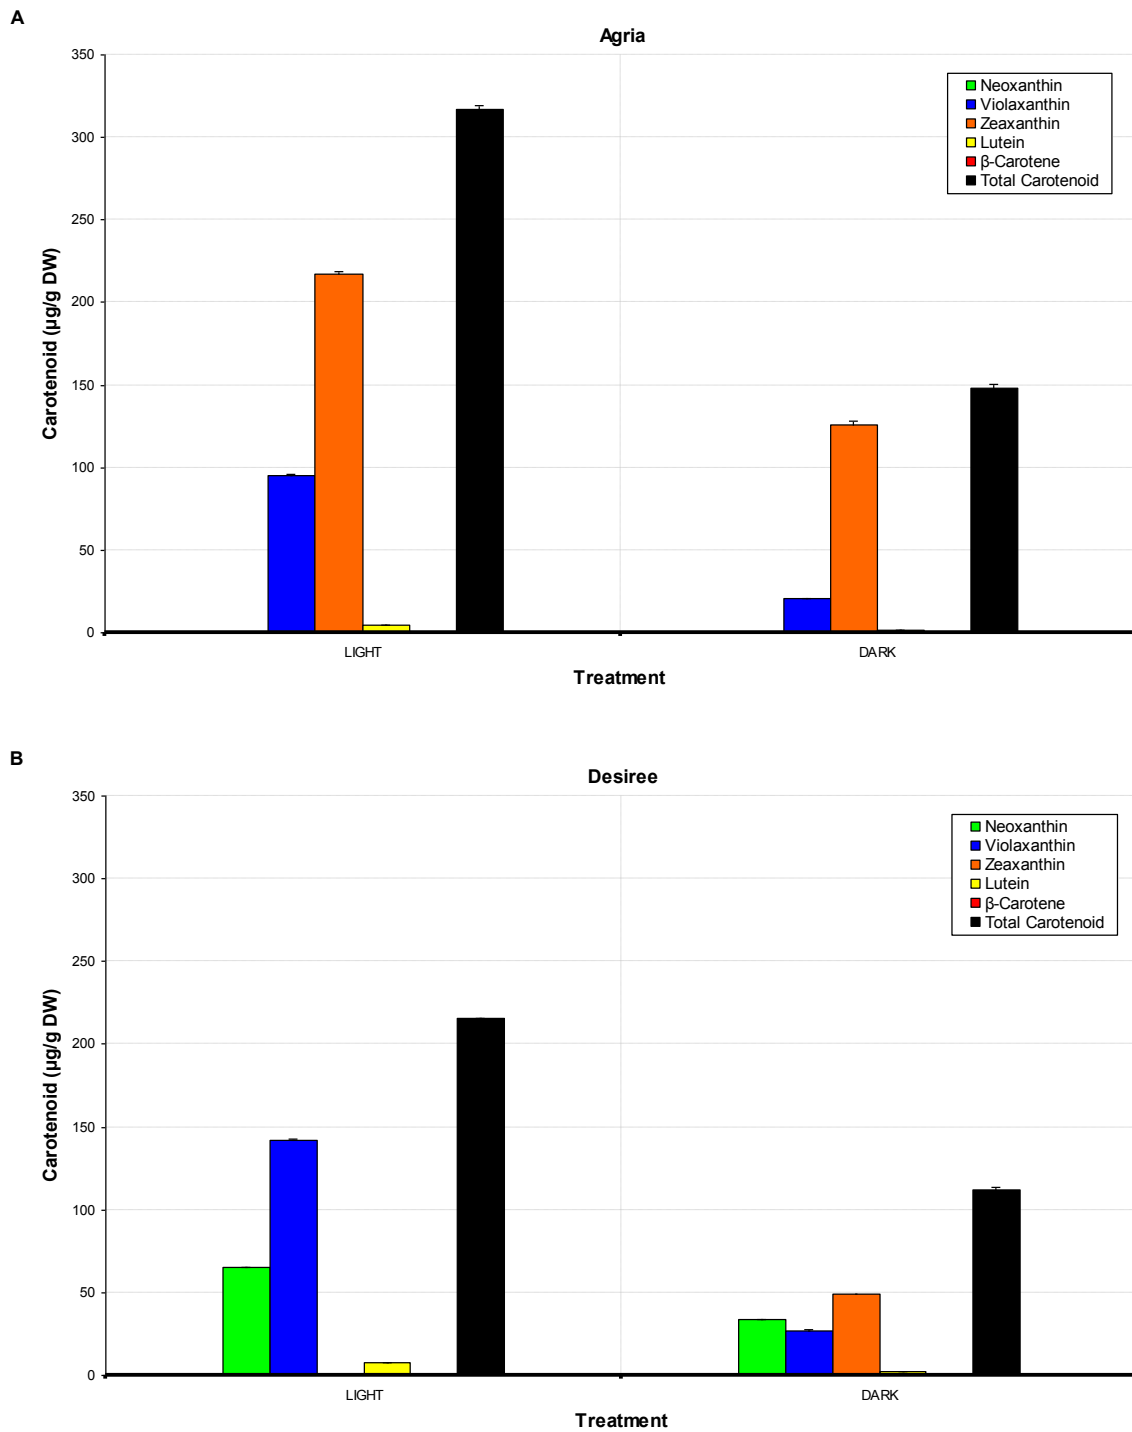 A
Agria
350
300
250
200
150
100
50
0
Carotenoid (µg/g DW)
Neoxanthin
Violaxanthin
Zeaxanthin
Lutein
β-Carotene
Total Carotenoid
LIGHT
DARK
Treatment
B
Desiree
350
300
250
200
150
100
50
0
Carotenoid (µg/g DW)
Neoxanthin
Violaxanthin
Zeaxanthin
Lutein
β-Carotene
Total Carotenoid
LIGHT
DARK
Treatment